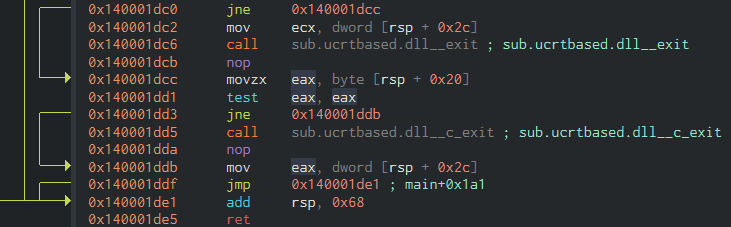 0x140001dc0 jne 0x140001dcc
0x140001dc2 mov ecx, dword [rsp + 0x2c]
0x140001dc6 call sub.ucrtbased.dll__exit ; sub.ucrtbased.dll__exit
0x140001dcb nop
0x140001dcc movzx eax, byte [rsp + 0x20]
0x140001dd1 test eax, eax
0x140001dd3 jne 0x140001ddb
0x140001dd5 call sub.ucrtbased.dll__c_exit ; sub.ucrtbased.dll__c_exit
0x140001dda nop
0x140001ddb mov eax, dword [rsp + 0x2c]
0x140001ddf jmp 0x140001de1 ; main+0x1a1
0x140001de1 add rsp, 0x68
0x140001de5 ret